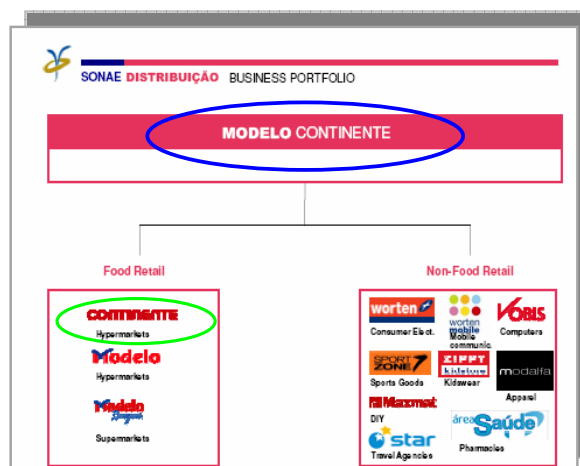 SONAE DISTRIBUIÇÃO BUSINESS PORTFOLIO
MODELO CONTINENTE
Food Retail
CONTINENTE
Hypermarkets
Modelo
Hypermarkets
Modelo
Supermarkets
Non-Food Retail
worten
Consumer Elect.
worten
mobile
Mobile
communic.
VOBIS
Computers
SPORT
ZONE
Sports Goods
ZIPPY
kidstore
Kidswear
modalfa
Apparel
Maxmat
DIY
star
Travel Agencies
área Saúde
Pharmacies